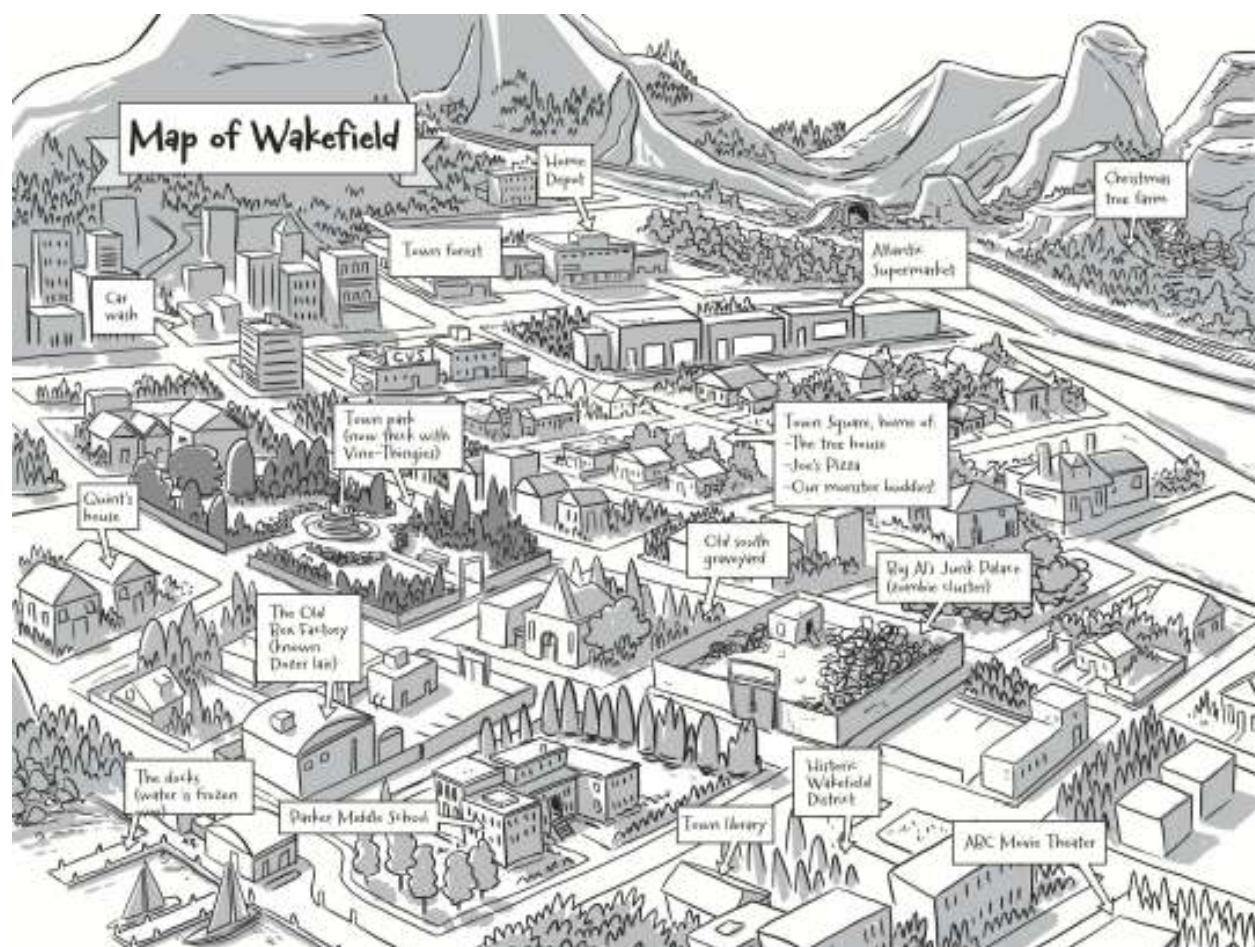 Map of Wakefield
Home
Depot
Christmas
tree farm
Town forest
Atlantic
Supermarket
Car
wash
CVS
Town park
(now thick with
Vine-Thingies)
Town Square, home of:
-The tree house
-Joe's Pizza
-Our monster buddies!
Quint's
house
Old south
graveyard
Big Al's Junk Palace
(zombie cluster)
The Old
Box Factory
(known
Dozer lair)
The docks
(water is frozen
Historic
Wakefield
District
Parker Middle School
Town library
ABC Movie Theater